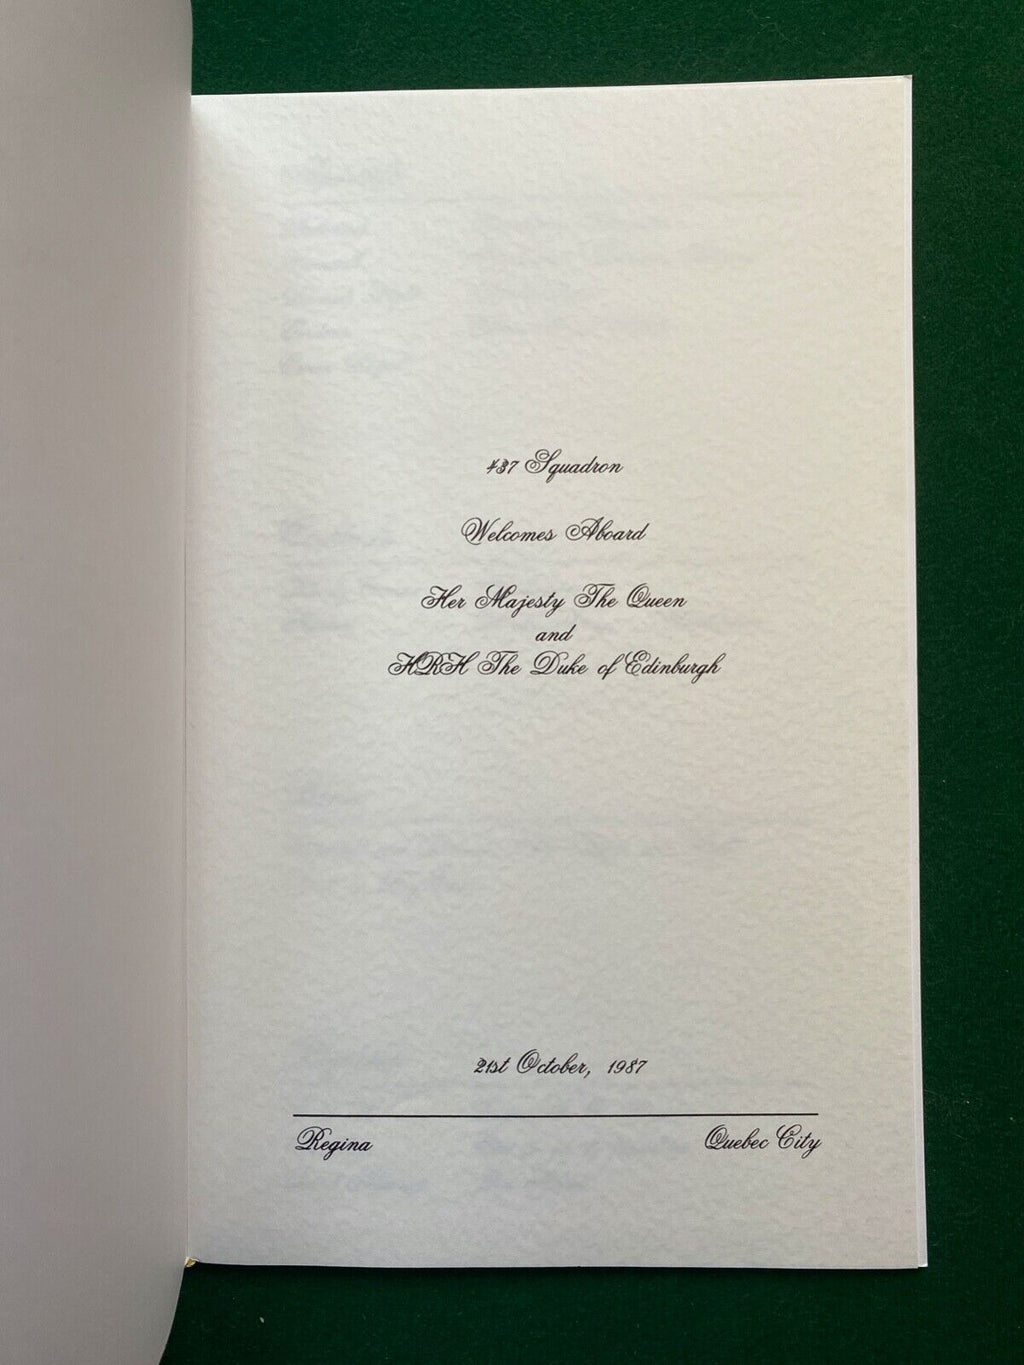 437 Squadron
Welcomes Aboard
Her Majesty The Queen
and
HRH The Duke of Edinburgh
21st October, 1987
Regina Quebec City